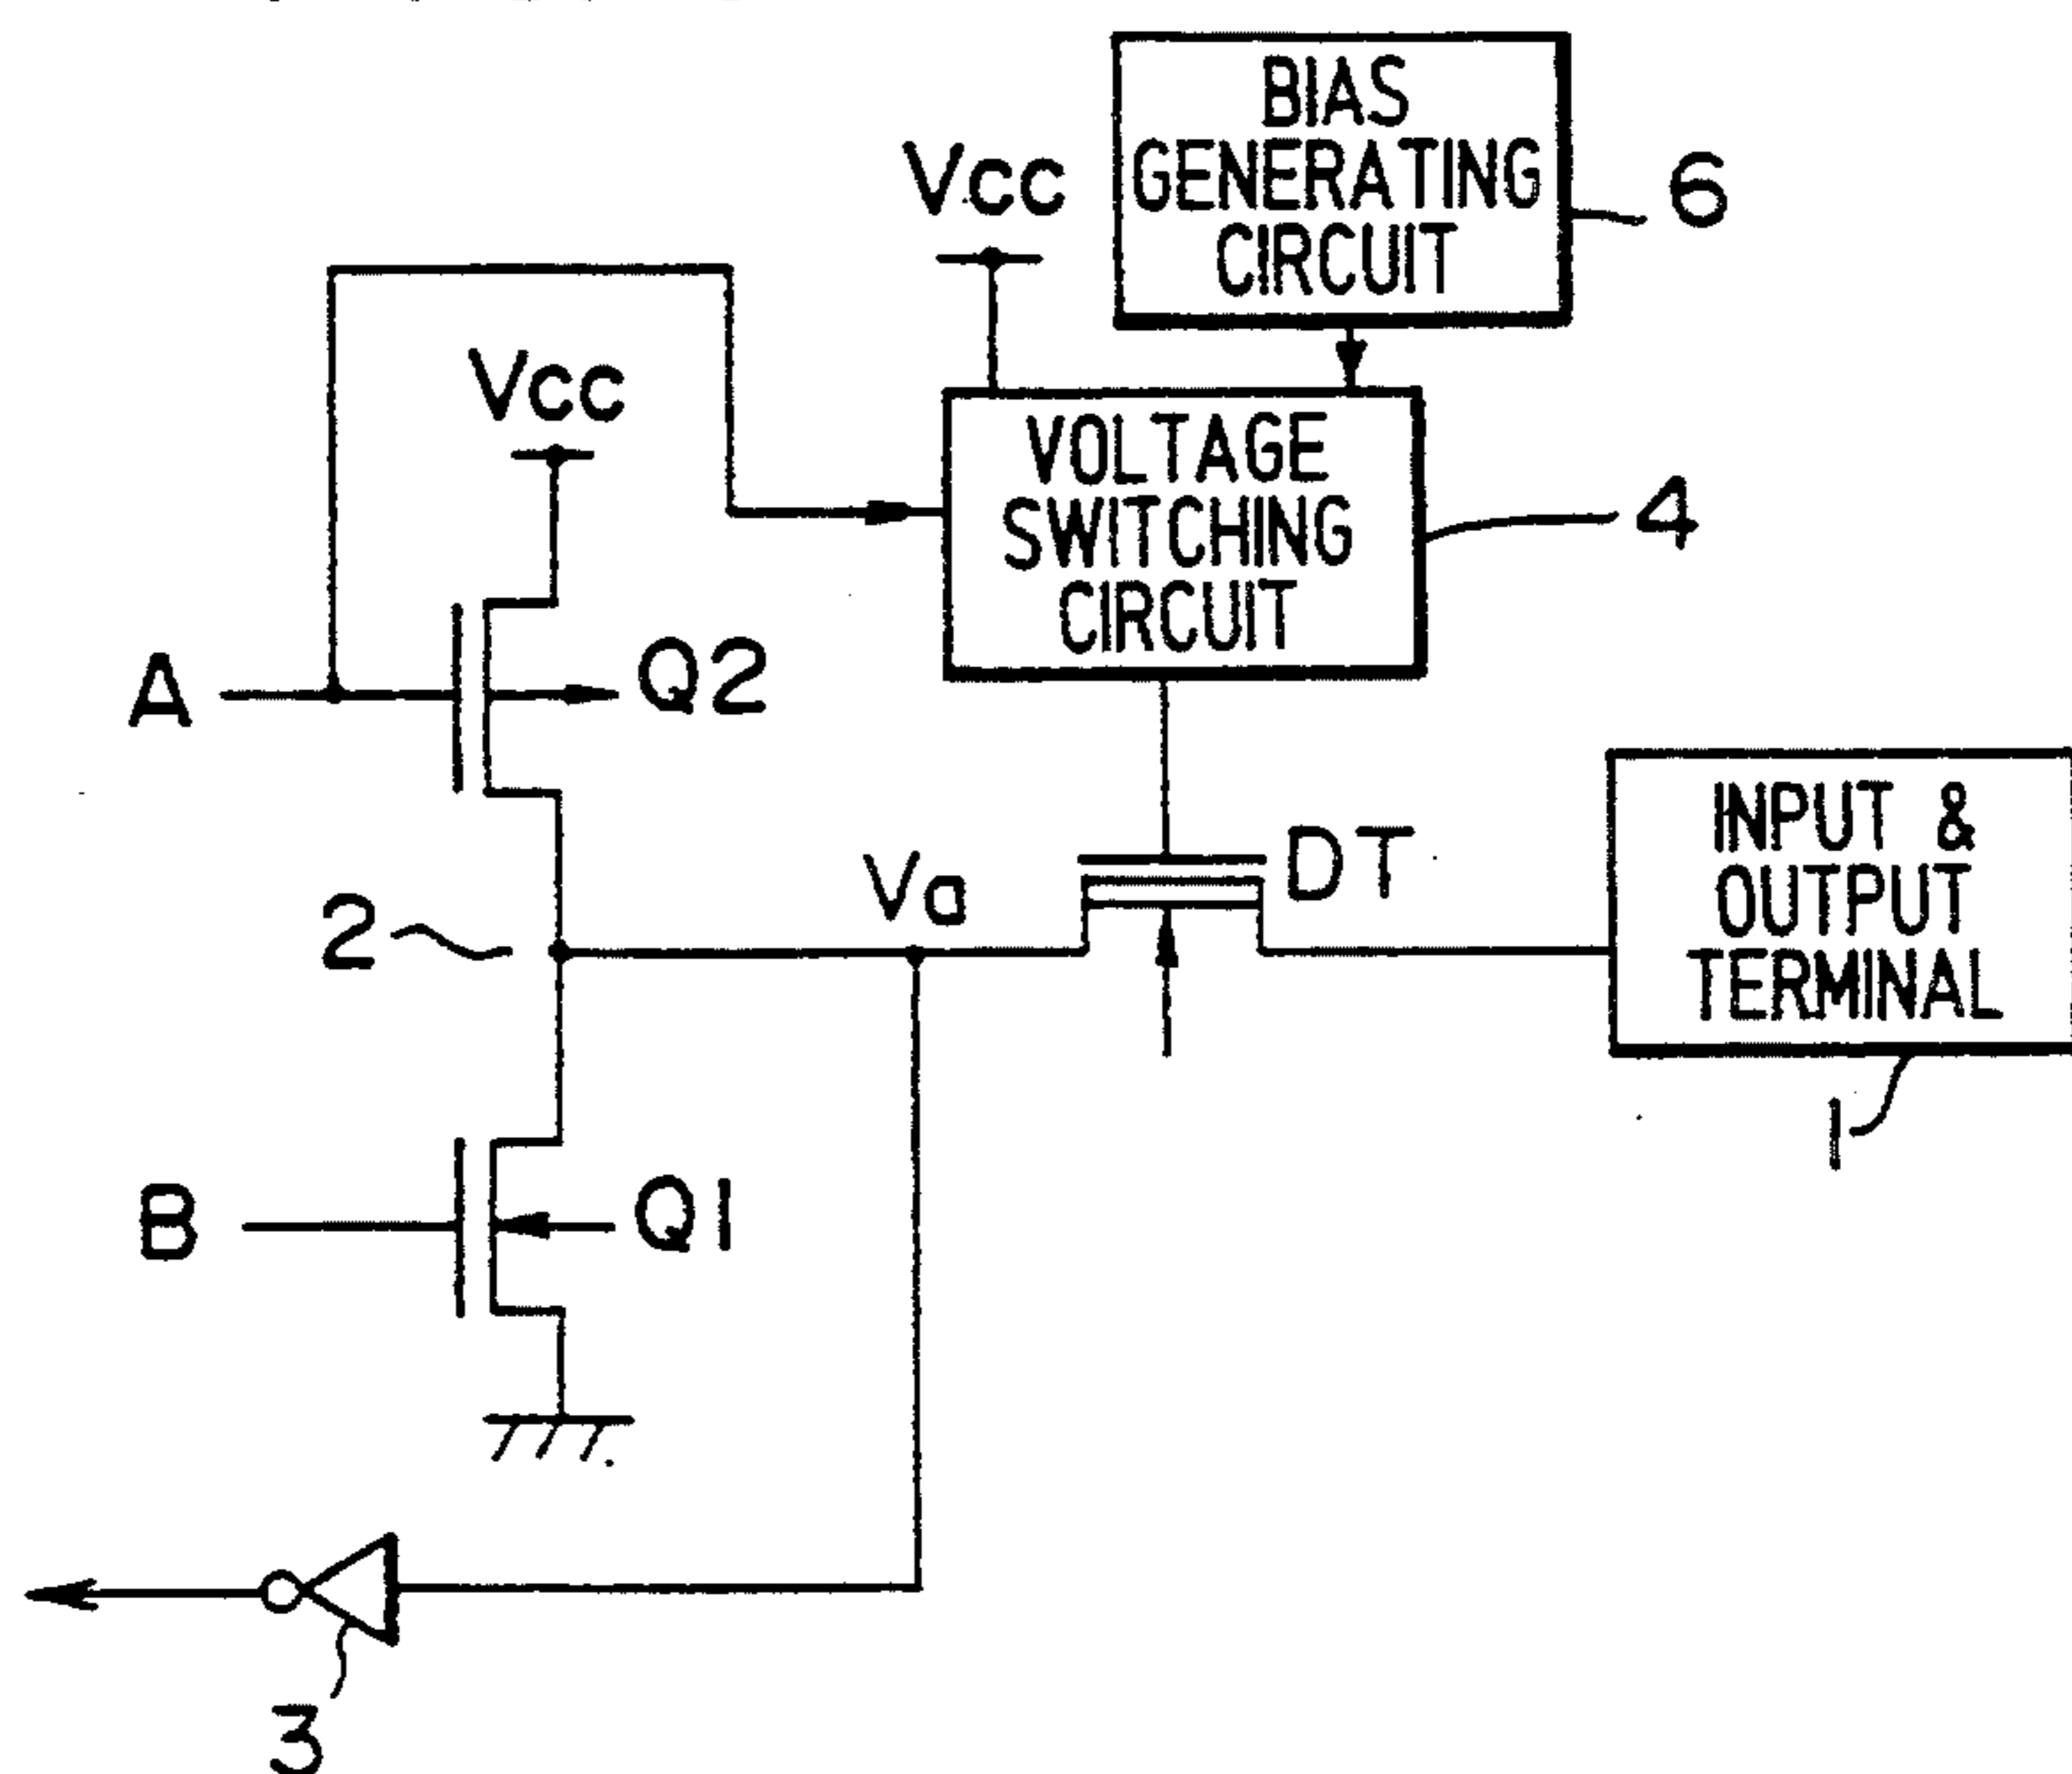 BIAS
GENERATING
CIRCUIT
6
Vcc
Vcc
VOLTAGE
SWITCHING
CIRCUIT
4
A
Q2
INPUT &
OUTPUT
TERMINAL
DT
Va
2
1
B
Q1
3